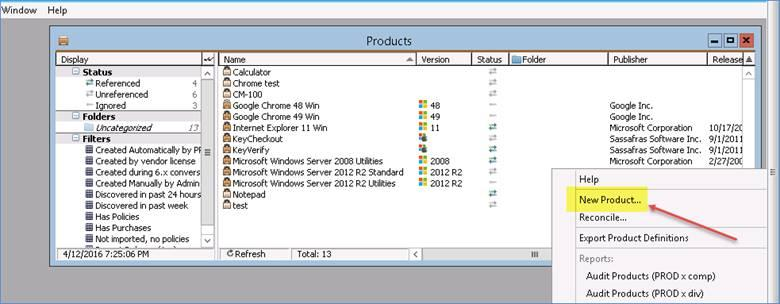 Window Help
Products
Display
Status
Referenced 4
Unreferenced 6
Ignored 3
Folders
Uncategorized 13
Filters
Created Automatically by PR
Created by vendor license
Created during 6.x convers
Created Manually by Admin
Discovered in past 24 hours
Discovered in past week
Has Policies
Has Purchases
Not imported, no policies
4/12/2016 7:25:06 PM
Name Version Status Folder Publisher Release
Calculator
Chrome test
CM-100
Google Chrome 48 Win 48 Google Inc.
Google Chrome 49 Win 49 Google Inc.
Internet Explorer 11 Win 11 Microsoft Corporation 10/17/20
KeyCheckout Sassafras Software Inc. 9/1/2011
KeyVerify Sassafras Software Inc. 9/1/2011
Microsoft Windows Server 2008 Utilities 2008 Microsoft Corporation 2/27/200
Microsoft Windows Server 2012 R2 Standard 2012 R2
Microsoft Windows Server 2012 R2 Utilities 2012 R2
Notepad
test
Refresh Total: 13
Help
New Product...
Reconcile...
Export Product Definitions
Reports:
Audit Products (PROD x comp)
Audit Products (PROD x div)